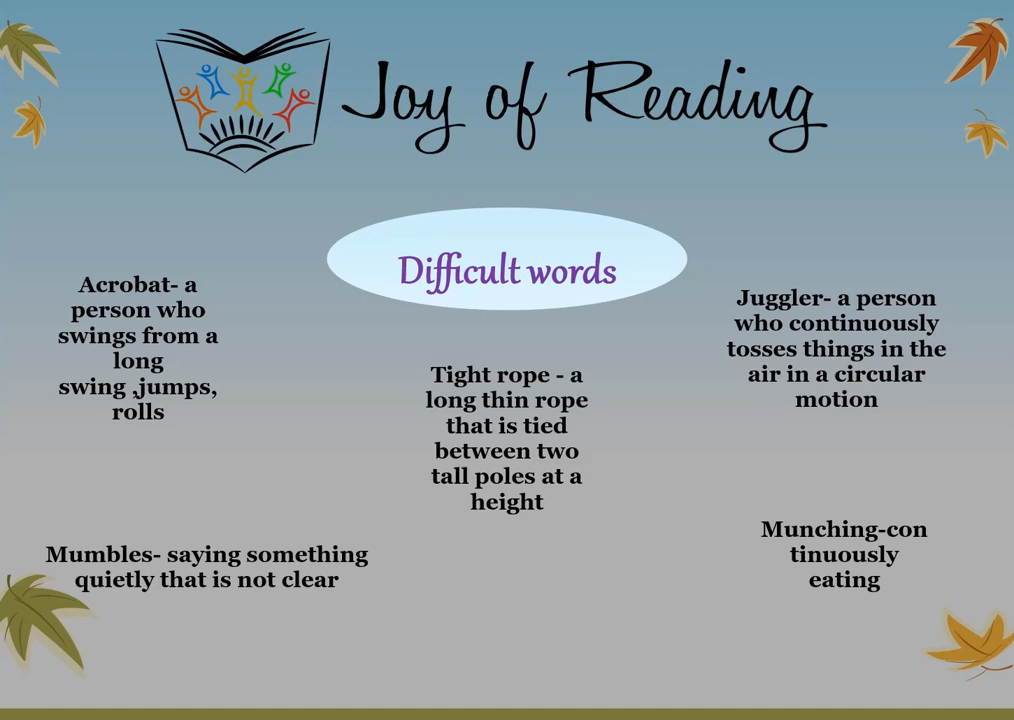 Joy of Reading
Difficult words
Acrobat- a
person who
swings from a
long
swing ,jumps,
rolls
Tight rope - a
long thin rope
that is tied
between two
tall poles at a
height
Juggler- a person
who continuously
tosses things in the
air in a circular
motion
Mumbles- saying something
quietly that is not clear
Munching-con
tinuously
eating